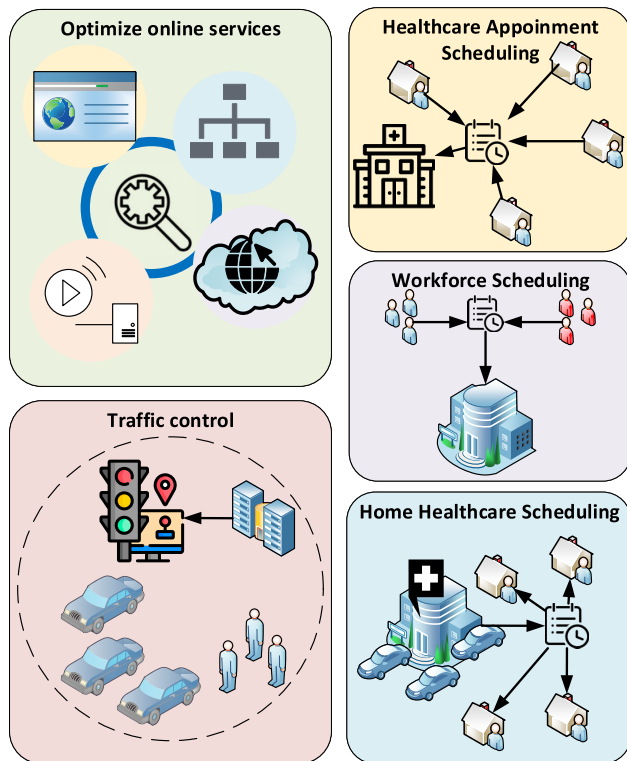 Optimize online services
Healthcare Appoinment
Scheduling
Workforce Scheduling
Traffic control
Home Healthcare Scheduling